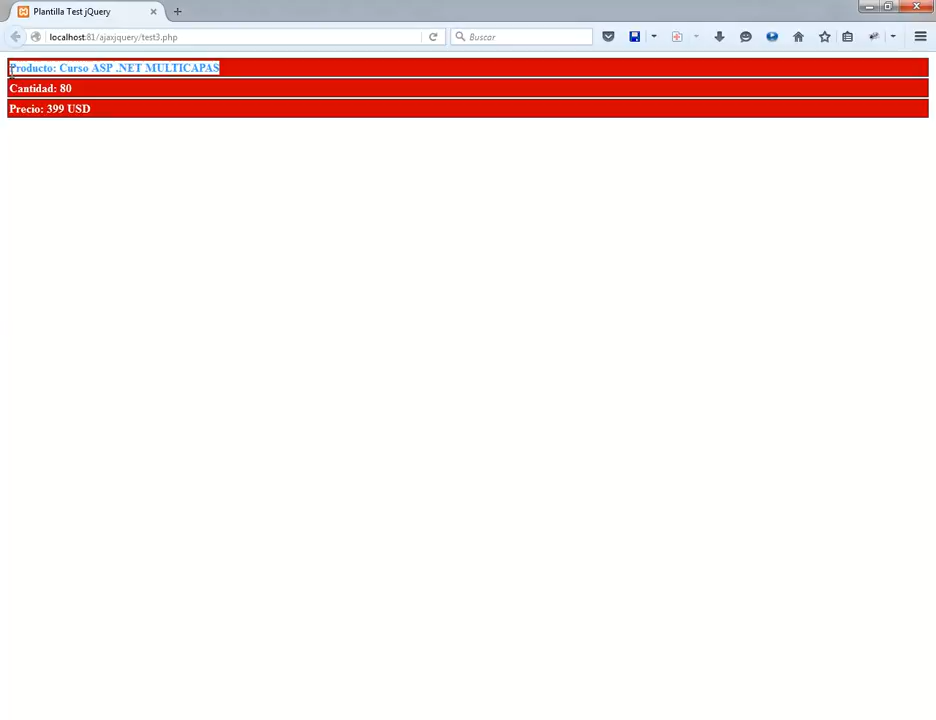 Plantilla Test jQuery
localhost:81/ajaxjquery/test3.php
Buscar
Producto: Curso ASP .NET MULTICAPAS
Cantidad: 80
Precio: 399 USD